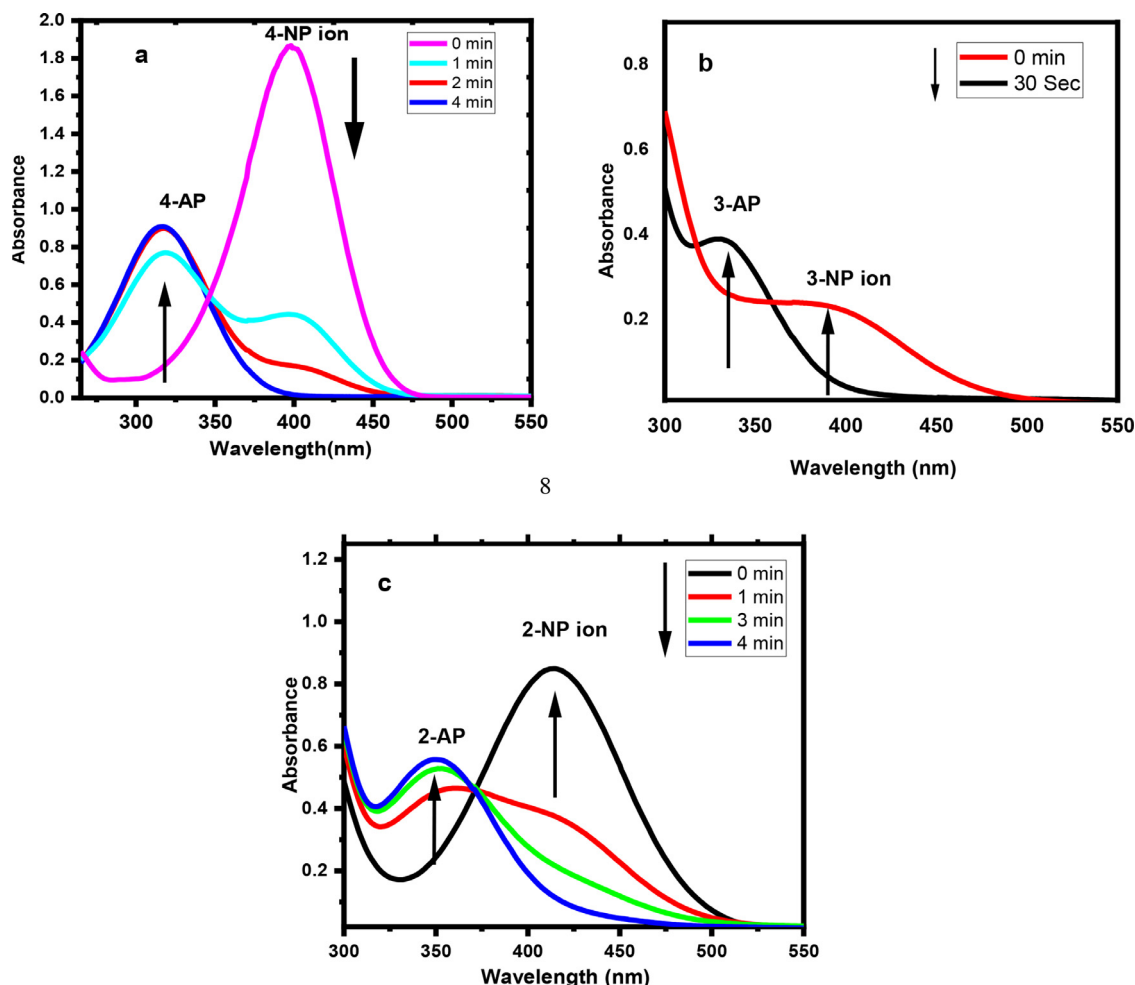 a
4-NP ion
0 min
1 min
2 min
4 min
4-AP
2.0
1.8
1.6
1.4
1.2
1.0
0.8
0.6
0.4
0.2
0.0
Absorbance
300 350 400 450 500 550
Wavelength(nm)
b
0 min
30 Sec
3-AP
3-NP ion
0.8
0.6
0.4
0.2
Absorbance
300 350 400 450 500 550
Wavelength (nm)
8
c
0 min
1 min
3 min
4 min
2-NP ion
2-AP
1.2
1.0
0.8
0.6
0.4
0.2
Absorbance
300 350 400 450 500 550
Wavelength (nm)